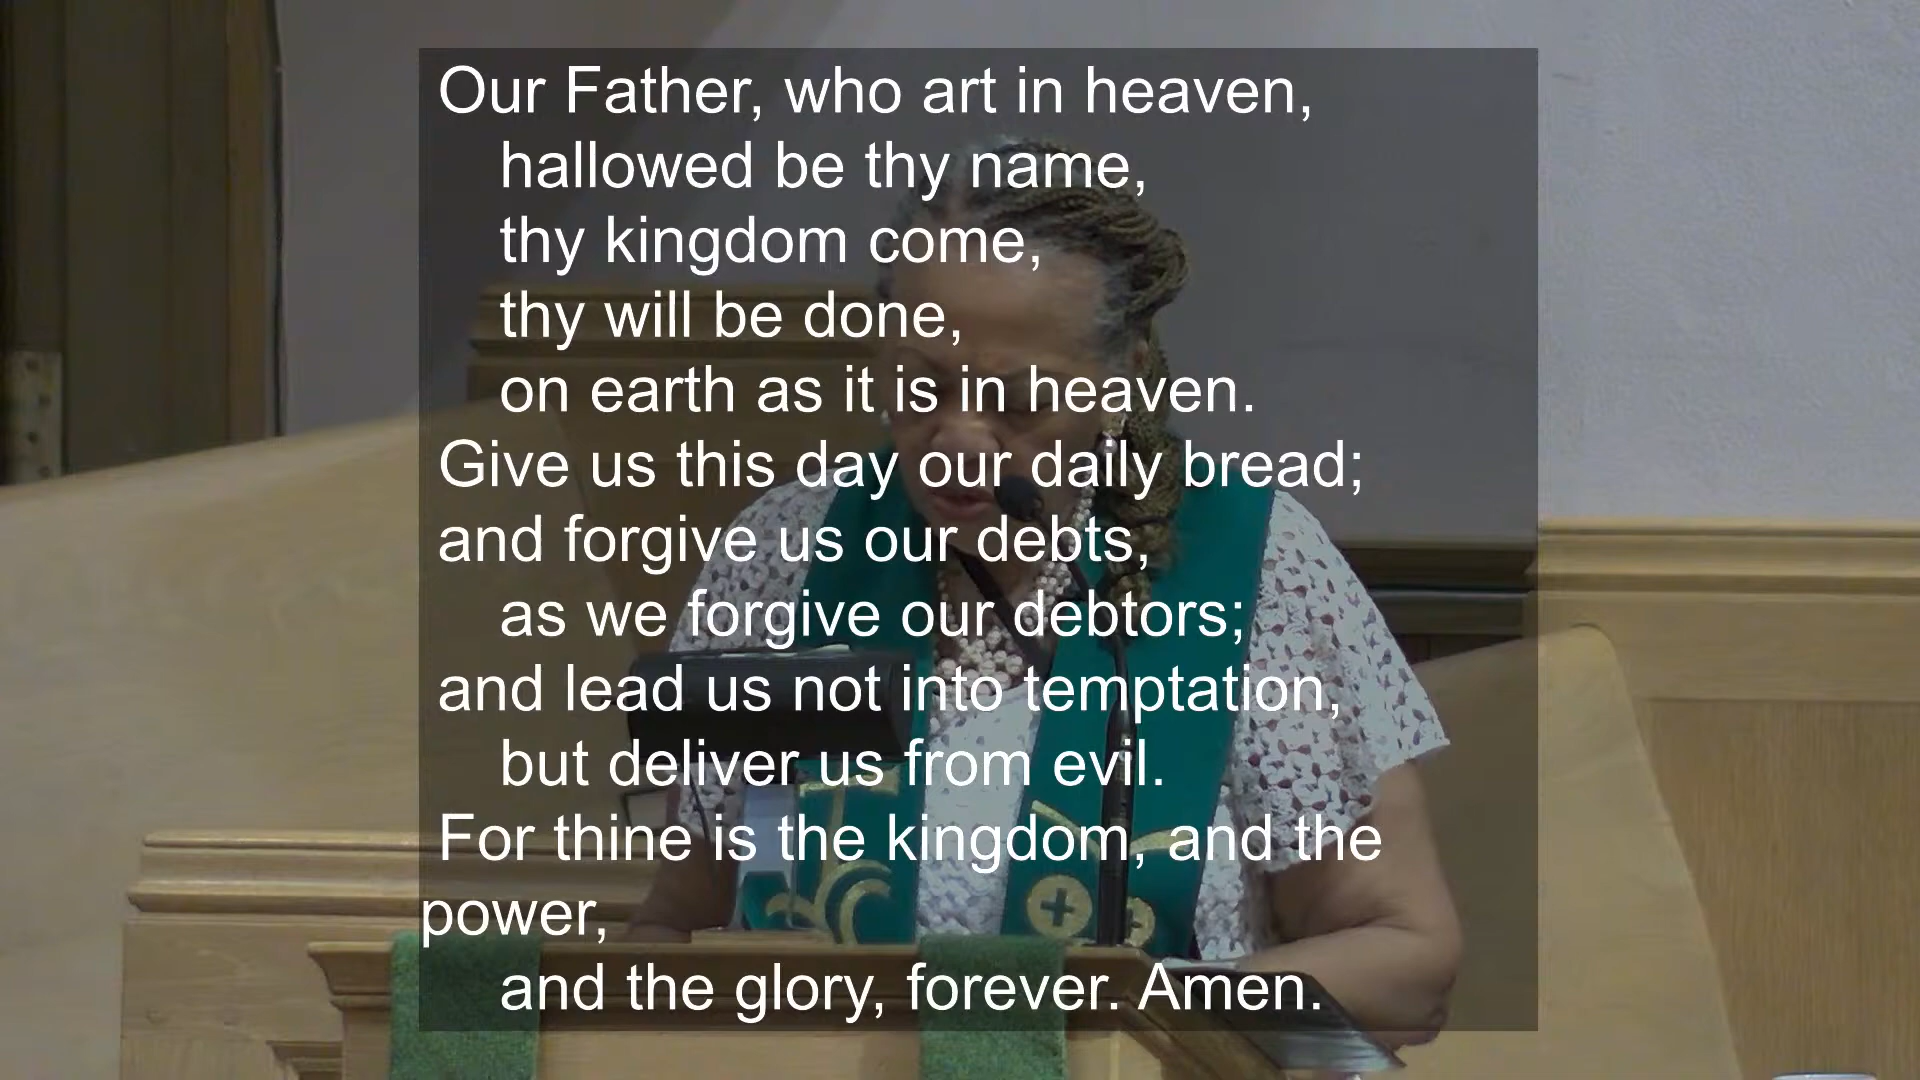 Our Father, who art in heaven,
hallowed be thy name,
thy kingdom come,
thy will be done,
on earth as it is in heaven.
Give us this day our daily bread;
and forgive us our debts,
as we forgive our debtors;
and lead us not into temptation,
but deliver us from evil.
For thine is the kingdom, and the
power,
and the glory, forever. Amen.